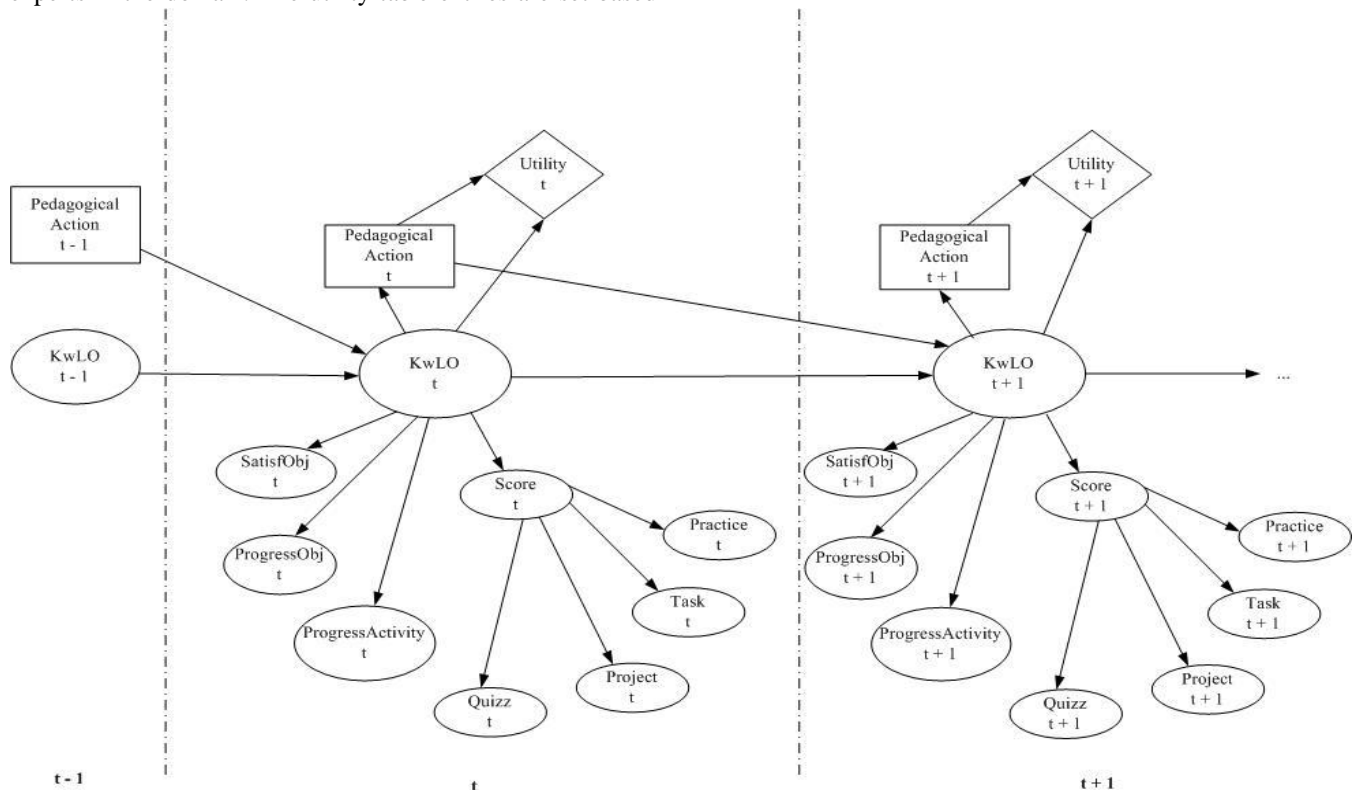 Utility
t
Utility
t + 1
Pedagogical
Action
t - 1
Pedagogical
Action
t
Pedagogical
Action
t + 1
KwLO
t - 1
KwLO
t
KwLO
t + 1
...
SatisfObj
t
Score
t
Practice
t
ProgressObj
t
Task
t
ProgressActivity
t
Project
t
Quizz
t
SatisfObj
t + 1
Score
t + 1
Practice
t + 1
ProgressObj
t + 1
Task
t + 1
ProgressActivity
t + 1
Project
t + 1
Quizz
t + 1
t - 1
t
t + 1